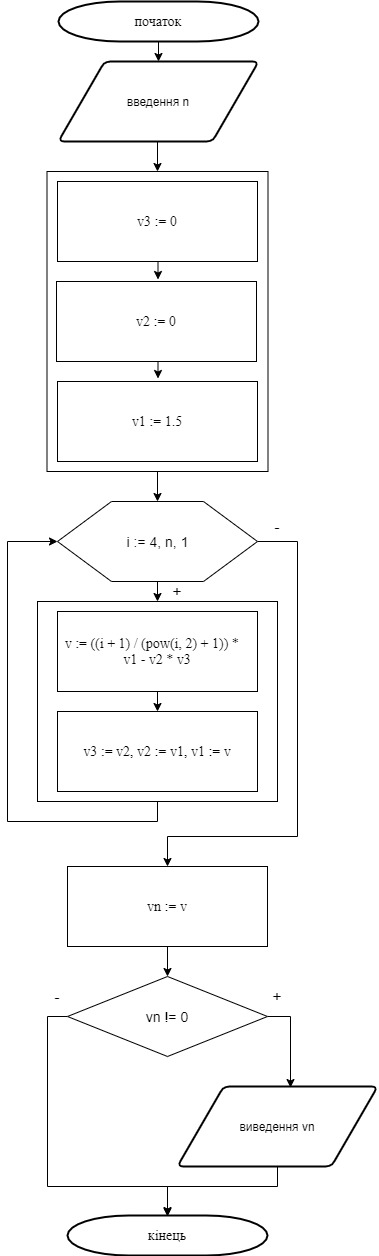 початок
введення n
v3 := 0
v2 := 0
v1 := 1.5
i := 4, n, 1
-
+
v := ((i + 1) / (pow(i, 2) + 1)) *
v1 - v2 * v3
v3 := v2, v2 := v1, v1 := v
vn := v
-
+
vn != 0
виведення vn
кінець